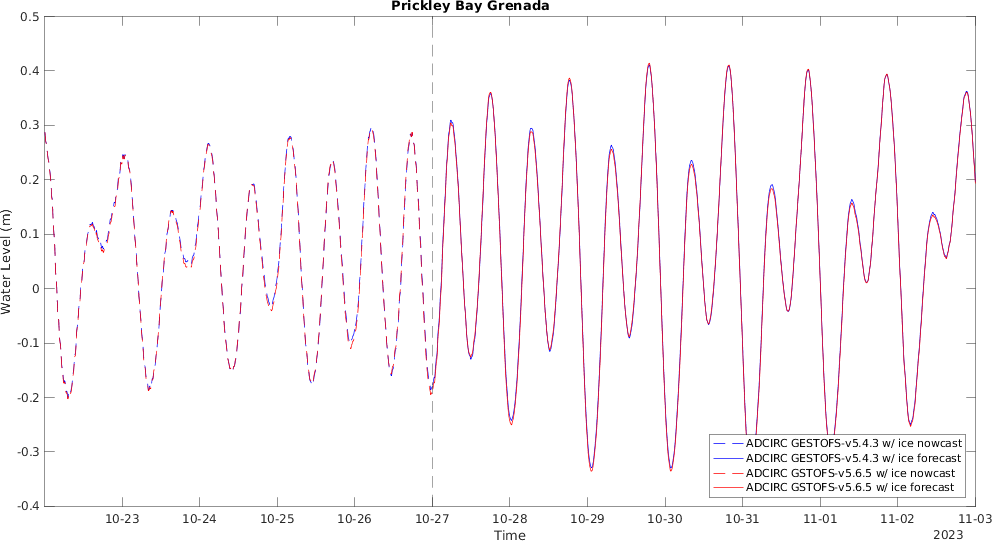 Prickley Bay Grenada
0.5
0.4
0.3
0.2
0.1
0
-0.1
-0.2
-0.3
-0.4
Water Level (m)
10-23 10-24 10-25 10-26 10-27 10-28 10-29 10-30 10-31 11-01 11-02 11-03
Time
2023
ADCIRC GESTOFS-v5.4.3 w/ ice nowcast
ADCIRC GESTOFS-v5.4.3 w/ ice forecast
ADCIRC GSTOFS-v5.6.5 w/ ice nowcast
ADCIRC GSTOFS-v5.6.5 w/ ice forecast